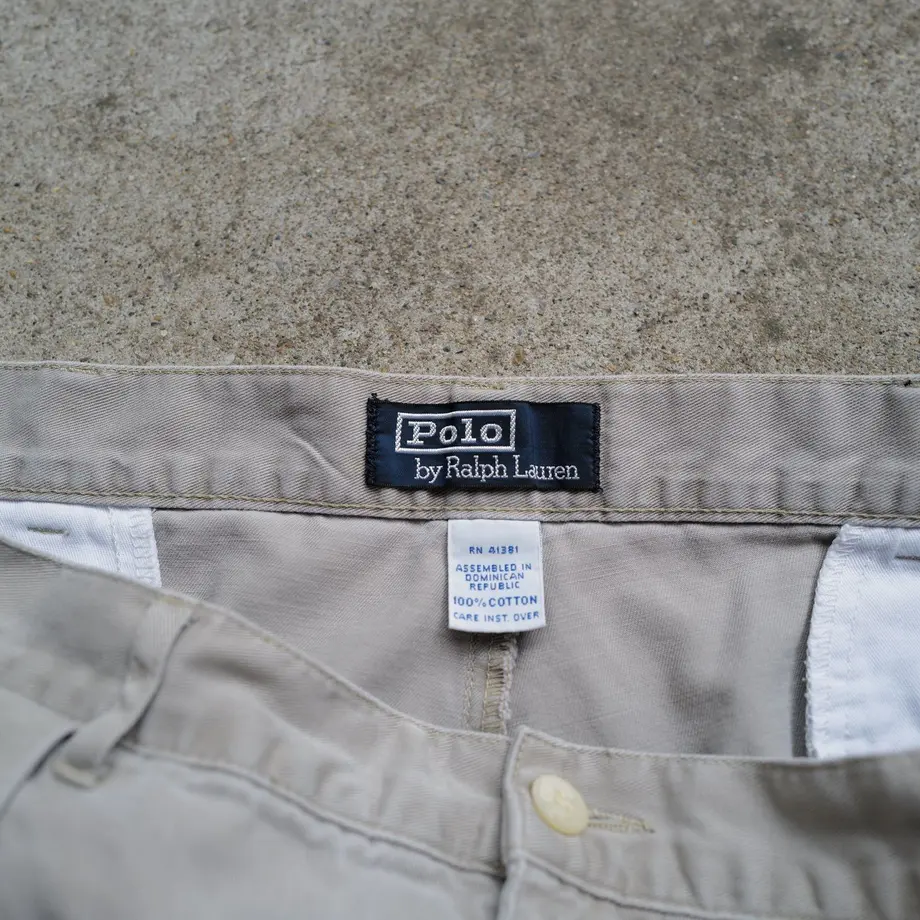 Polo
by Ralph Lauren
RN 41381
ASSEMBLED IN
DOMINICAN
REPUBLIC
100% COTTON
CARE INST. OVER